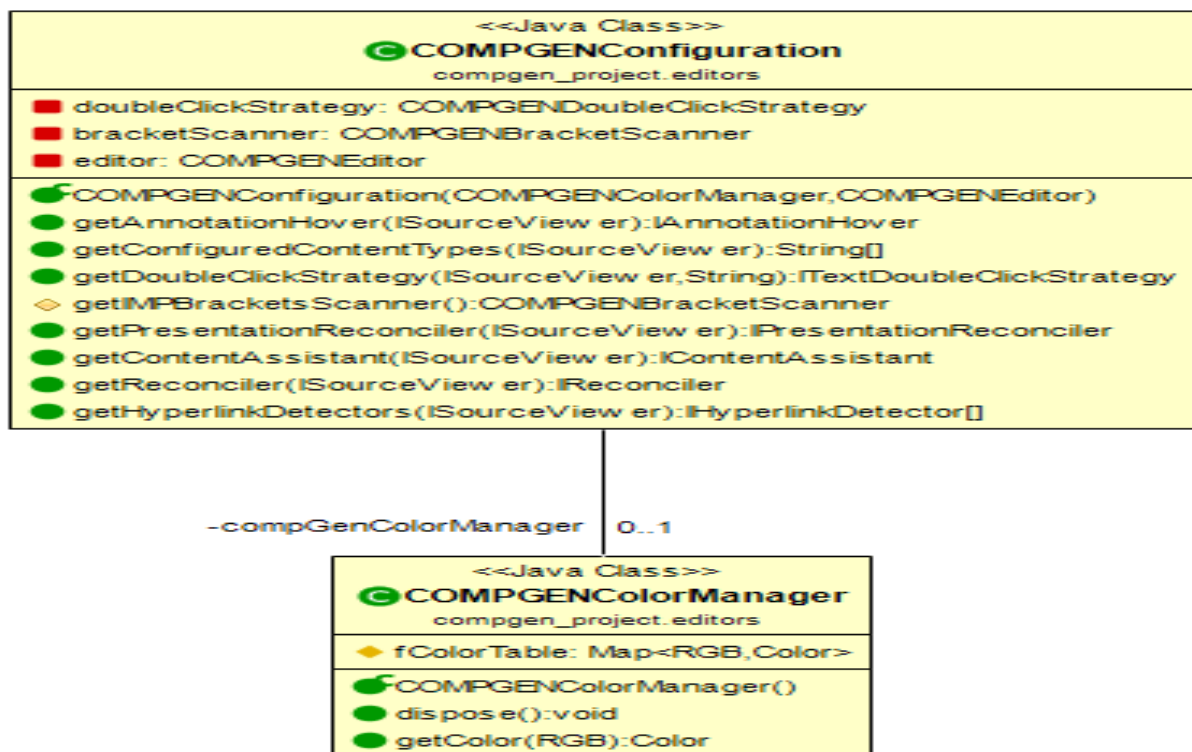 <<Java Class>>
COMPGENConfiguration
compgen_project.editors
doubleClickStrategy: COMPGENDoubleClickStrategy
bracketScanner: COMPGENBracketScanner
editor: COMPGENEditor
COMPGENConfiguration(COMPGENColorManager,COMPGENEditor)
getAnnotationHover(ISourceView er):IAnnotationHover
getConfiguredContentTypes(ISourceView er):String[]
getDoubleClickStrategy(ISourceView er,String):ITextDoubleClickStrategy
getIMPBracketsScanner():COMPGENBracketScanner
getPresentationReconciler(ISourceView er):IPresentationReconciler
getContentAssistant(ISourceView er):IContentAssistant
getReconciler(ISourceView er):IReconciler
getHyperlinkDetectors(ISourceView er):IHyperlinkDetector[]
-compGenColorManager 0..1
<<Java Class>>
COMPGENColorManager
compgen_project.editors
fColorTable: Map<RGB,Color>
COMPGENColorManager()
dispose():void
getColor(RGB):Color